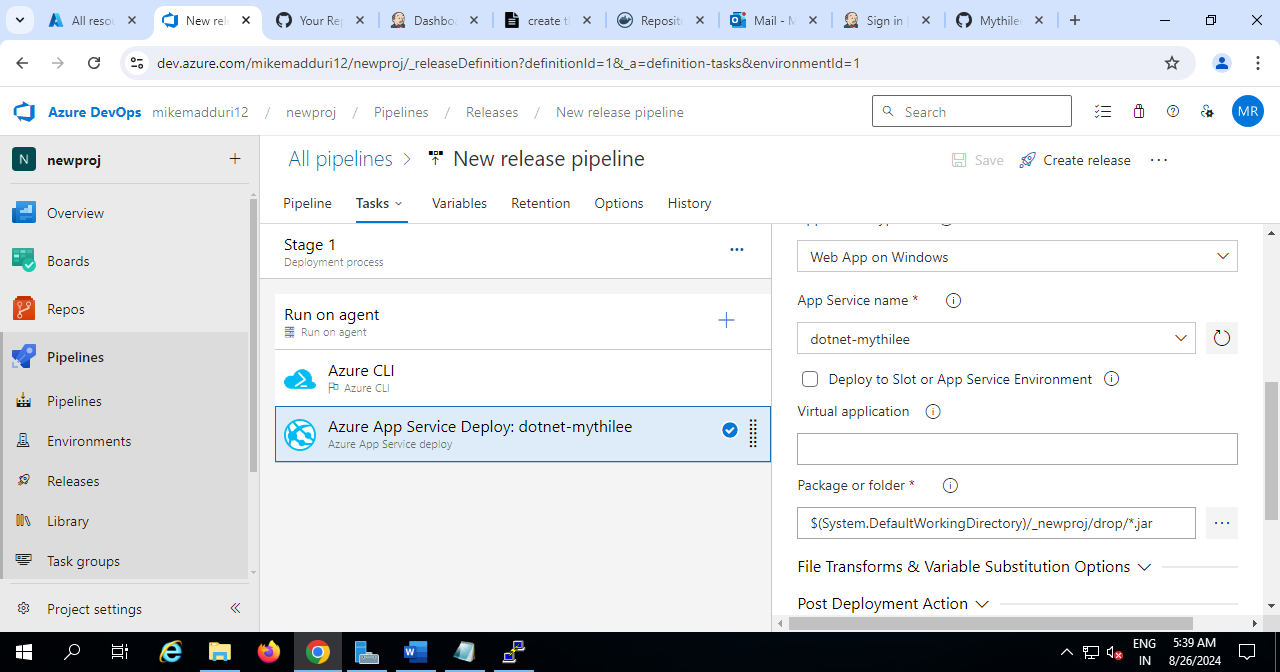 All resou
New rel
Your Rep
Dashbo
create th
Reposit
Mail - M
Sign in
Mythilee
dev.azure.com/mikemadduri12/newproj/_releaseDefinition?definitionId=1&_a=definition-tasks&environmentId=1
Azure DevOps mikemadduri12 / newproj / Pipelines / Releases / New release pipeline
Search
MR
N newproj
All pipelines > New release pipeline
Save
Create release
Pipeline
Tasks
Variables
Retention
Options
History
Overview
Boards
Repos
Pipelines
Pipelines
Environments
Releases
Library
Task groups
Project settings
Stage 1
Deployment process
Run on agent
Run on agent
Azure CLI
Azure CLI
Azure App Service Deploy: dotnet-mythilee
Azure App Service deploy
Web App on Windows
App Service name *
dotnet-mythilee
Deploy to Slot or App Service Environment
Virtual application
Package or folder *
$(System.DefaultWorkingDirectory)/_newproj/drop/*.jar
File Transforms & Variable Substitution Options
Post Deployment Action
ENG
IN
5:39 AM
8/26/2024